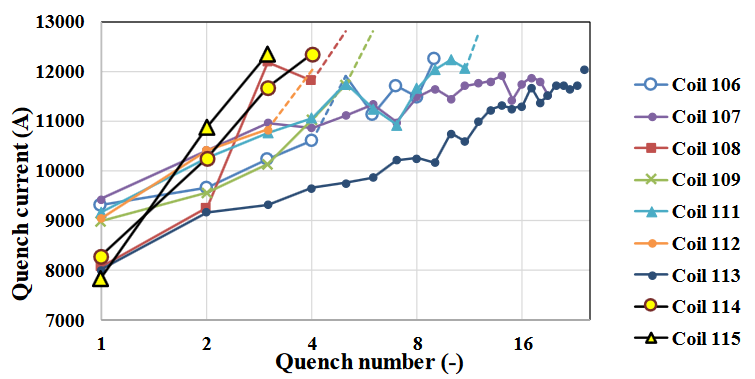 13000
12000
11000
10000
9000
8000
7000
Quench current (A)
1
2
4
8
16
Quench number (-)
Coil 106
Coil 107
Coil 108
Coil 109
Coil 111
Coil 112
Coil 113
Coil 114
Coil 115